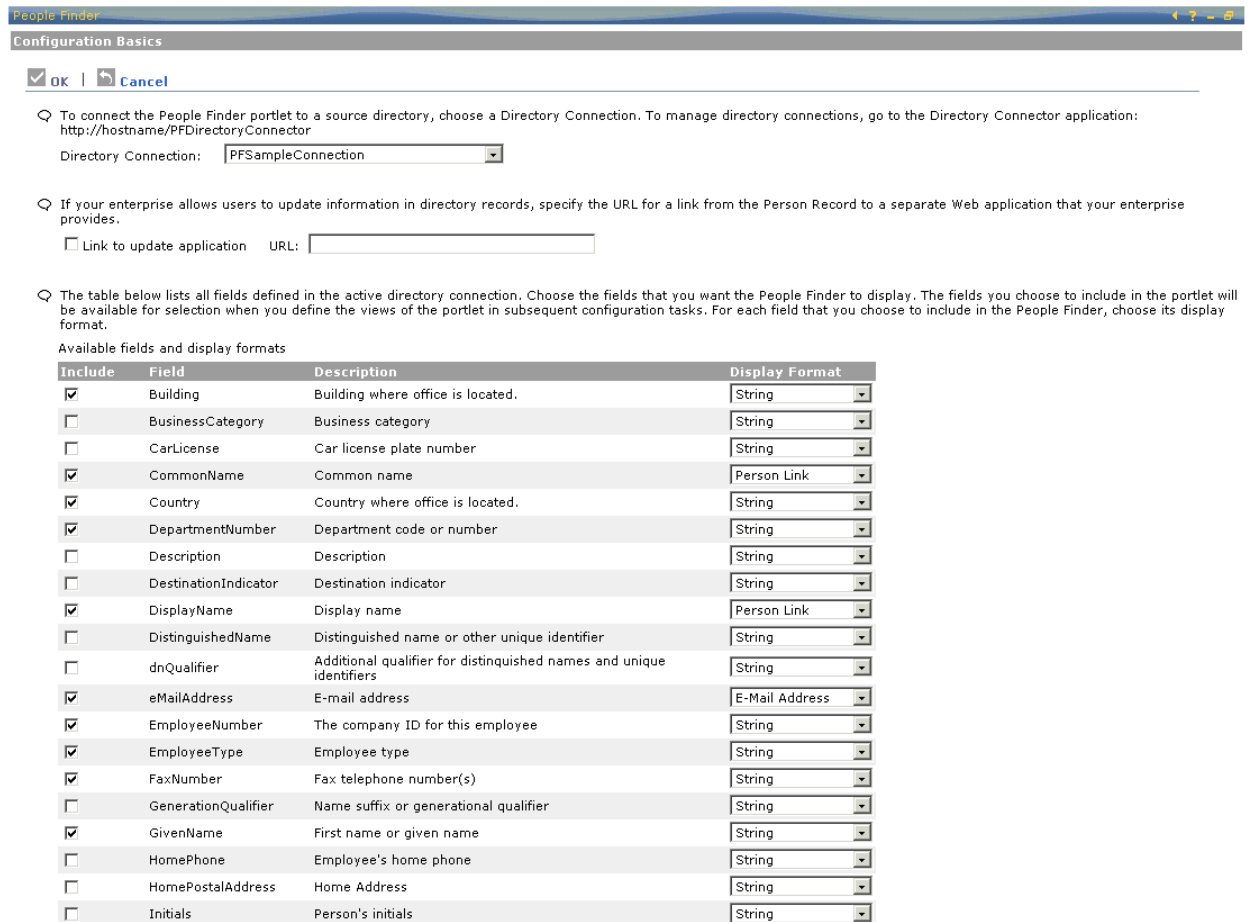 People Finder
?
Configuration Basics
OK | Cancel
To connect the People Finder portlet to a source directory, choose a Directory Connection. To manage directory connections, go to the Directory Connector application:
http://hostname/PFDirectoryConnector
Directory Connection: PFSampleConnection
If your enterprise allows users to update information in directory records, specify the URL for a link from the Person Record to a separate Web application that your enterprise
provides.
Link to update application URL:
The table below lists all fields defined in the active directory connection. Choose the fields that you want the People Finder to display. The fields you choose to include in the portlet will
be available for selection when you define the views of the portlet in subsequent configuration tasks. For each field that you choose to include in the People Finder, choose its display
format.
Available fields and display formats
Include Field Description Display Format
Building Building where office is located. String
BusinessCategory Business category String
CarLicense Car license plate number String
CommonName Common name Person Link
Country Country where office is located. String
DepartmentNumber Department code or number String
Description Description String
DestinationIndicator Destination indicator String
DisplayName Display name Person Link
DistinguishedName Distinguished name or other unique identifier String
dnQualifier Additional qualifier for distinquished names and unique
identifiers String
eMailAddress E-mail address E-Mail Address
EmployeeNumber The company ID for this employee String
EmployeeType Employee type String
FaxNumber Fax telephone number(s) String
GenerationQualifier Name suffix or generational qualifier String
GivenName First name or given name String
HomePhone Employee's home phone String
HomePostalAddress Home Address String
Initials Person's initials String